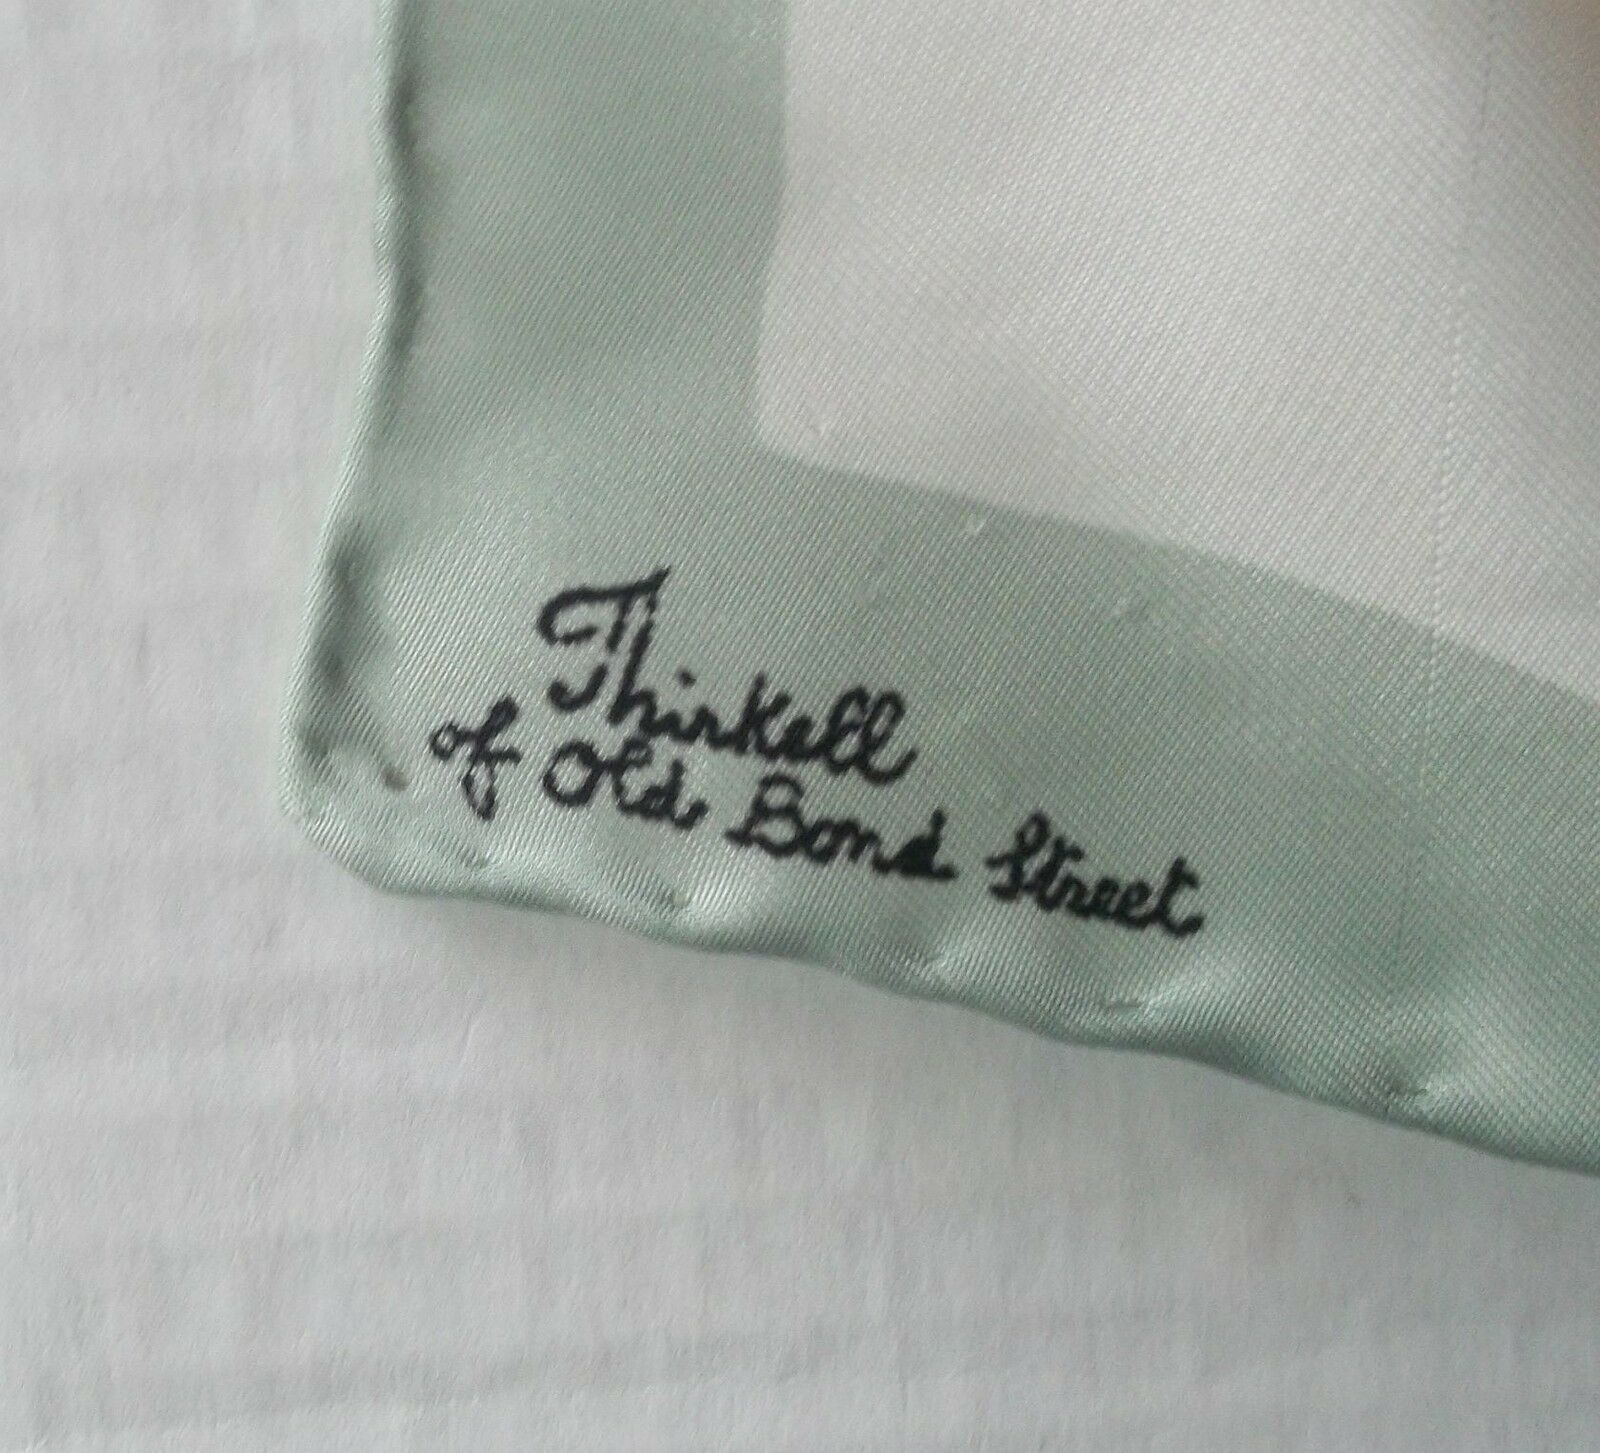 Thirkell
of Old Bond Street